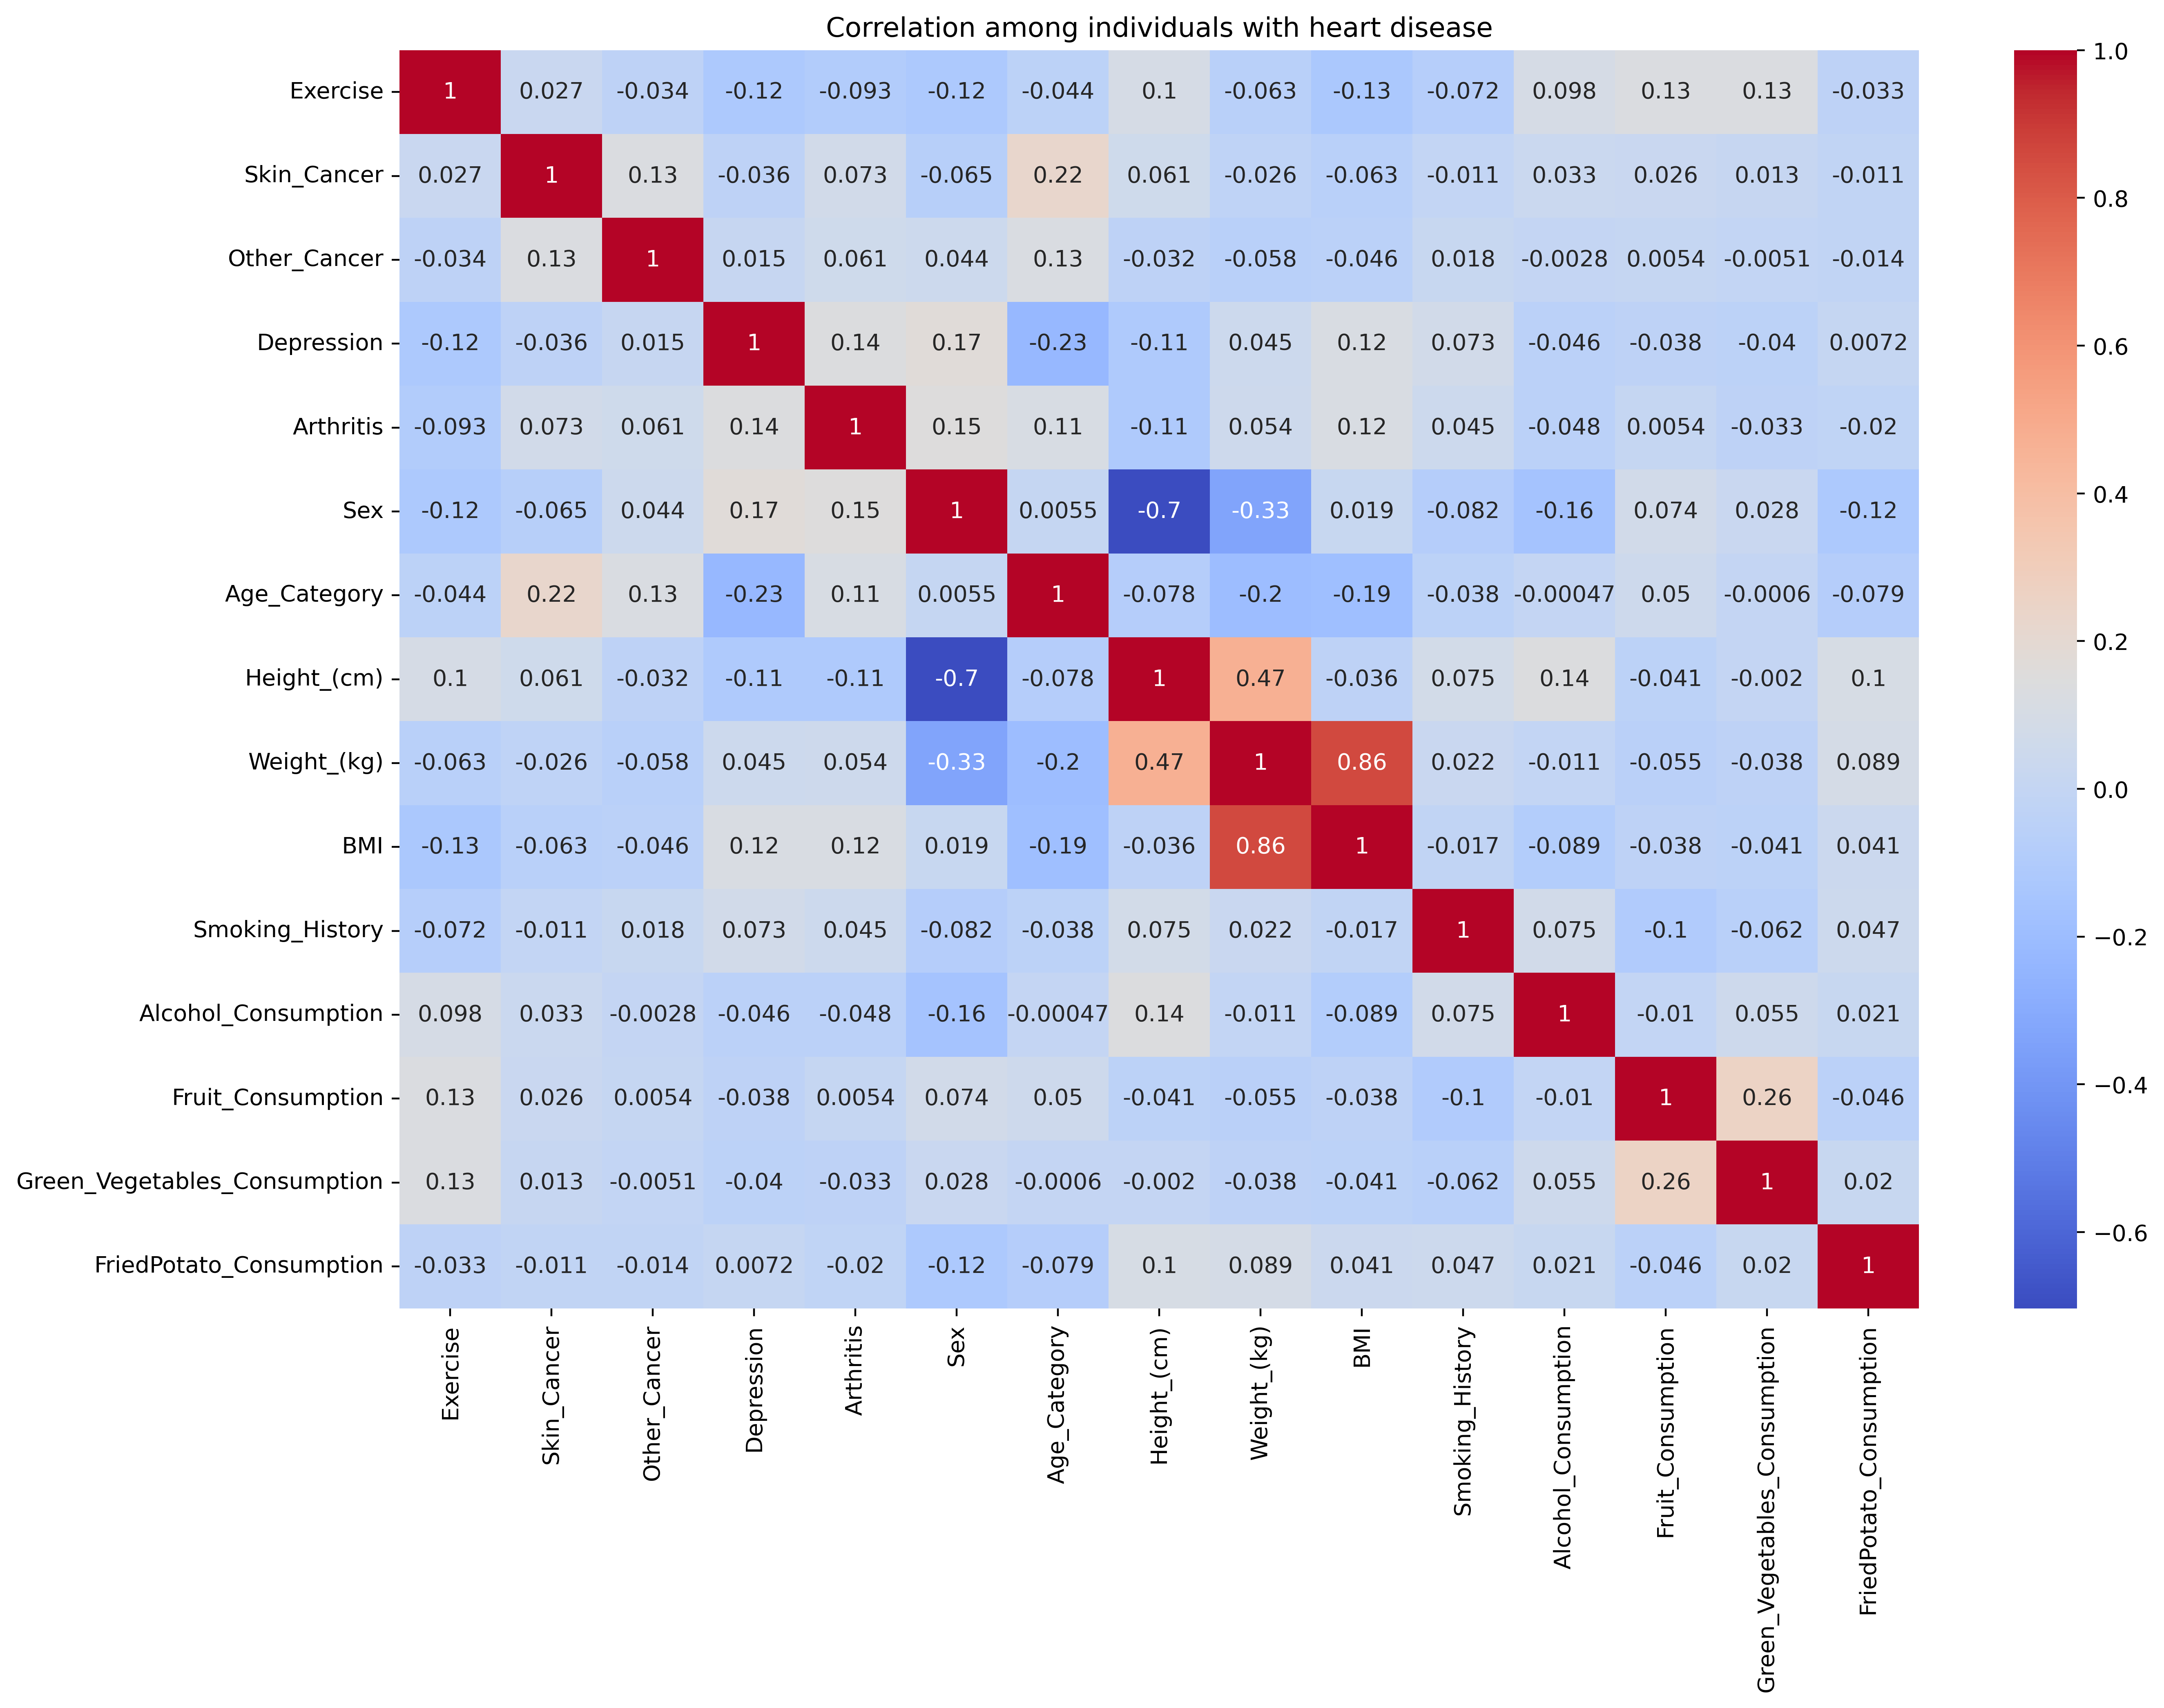 Correlation among individuals with heart disease
Exercise 1 0.027 -0.034 -0.12 -0.093 -0.12 -0.044 0.1 -0.063 -0.13 -0.072 0.098 0.13 0.13 -0.033
Skin_Cancer 0.027 1 0.13 -0.036 0.073 -0.065 0.22 0.061 -0.026 -0.063 -0.011 0.033 0.026 0.013 -0.011
Other_Cancer -0.034 0.13 1 0.015 0.061 0.044 0.13 -0.032 -0.058 -0.046 0.018 -0.0028 0.0054 -0.0051 -0.014
Depression -0.12 -0.036 0.015 1 0.14 0.17 -0.23 -0.11 0.045 0.12 0.073 -0.046 -0.038 -0.04 0.0072
Arthritis -0.093 0.073 0.061 0.14 1 0.15 0.11 -0.11 0.054 0.12 0.045 -0.048 0.0054 -0.033 -0.02
Sex -0.12 -0.065 0.044 0.17 0.15 1 0.0055 -0.7 -0.33 0.019 -0.082 -0.16 0.074 0.028 -0.12
Age_Category -0.044 0.22 0.13 -0.23 0.11 0.0055 1 -0.078 -0.2 -0.19 -0.038 -0.00047 0.05 -0.0006 -0.079
Height_(cm) 0.1 0.061 -0.032 -0.11 -0.11 -0.7 -0.078 1 0.47 -0.036 0.075 0.14 -0.041 -0.002 0.1
Weight_(kg) -0.063 -0.026 -0.058 0.045 0.054 -0.33 -0.2 0.47 1 0.86 0.022 -0.011 -0.055 -0.038 0.089
BMI -0.13 -0.063 -0.046 0.12 0.12 0.019 -0.19 -0.036 0.86 1 -0.017 -0.089 -0.038 -0.041 0.041
Smoking_History -0.072 -0.011 0.018 0.073 0.045 -0.082 -0.038 0.075 0.022 -0.017 1 0.075 -0.1 -0.062 0.047
Alcohol_Consumption 0.098 0.033 -0.0028 -0.046 -0.048 -0.16 -0.00047 0.14 -0.011 -0.089 0.075 1 -0.01 0.055 0.021
Fruit_Consumption 0.13 0.026 0.0054 -0.038 0.0054 0.074 0.05 -0.041 -0.055 -0.038 -0.1 -0.01 1 0.26 -0.046
Green_Vegetables_Consumption 0.13 0.013 -0.0051 -0.04 -0.033 0.028 -0.0006 -0.002 -0.038 -0.041 -0.062 0.055 0.26 1 0.02
FriedPotato_Consumption -0.033 -0.011 -0.014 0.0072 -0.02 -0.12 -0.079 0.1 0.089 0.041 0.047 0.021 -0.046 0.02 1
Exercise
Skin_Cancer
Other_Cancer
Depression
Arthritis
Sex
Age_Category
Height_(cm)
Weight_(kg)
BMI
Smoking_History
Alcohol_Consumption
Fruit_Consumption
Green_Vegetables_Consumption
FriedPotato_Consumption
1.0
0.8
0.6
0.4
0.2
0.0
−0.2
−0.4
−0.6